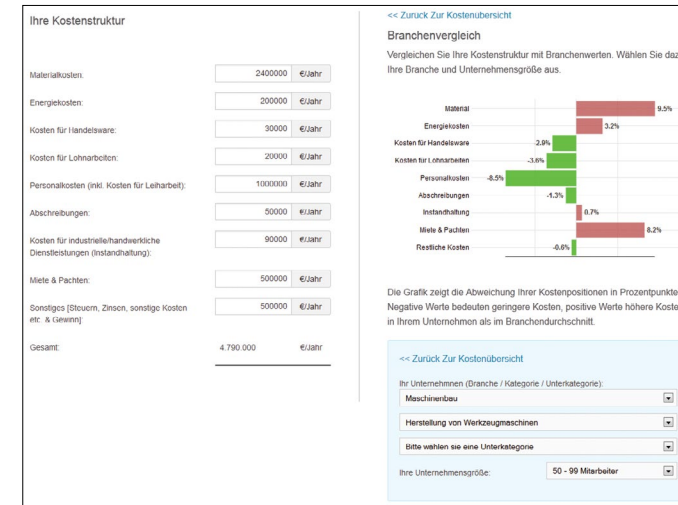 Ihre Kostenstruktur
Materialkosten: 2400000 €/Jahr
Energiekosten: 200000 €/Jahr
Kosten für Handelsware: 30000 €/Jahr
Kosten für Lohnarbeiten: 20000 €/Jahr
Personalkosten (inkl. Kosten für Leiharbeit): 1000000 €/Jahr
Abschreibungen: 50000 €/Jahr
Kosten für industrielle/handwerkliche
Dienstleistungen (Instandhaltung): 90000 €/Jahr
Miete & Pachten: 500000 €/Jahr
Sonstiges [Steuern, Zinsen, sonstige Kosten
etc. & Gewinn]: 500000 €/Jahr
Gesamt: 4.790.000 €/Jahr
<< Zurück Zur Kostenübersicht
Branchenvergleich
Vergleichen Sie Ihre Kostenstruktur mit Branchenwerten. Wählen Sie daz
Ihre Branche und Unternehmensgröße aus.
Material 9.5%
Energiekosten 3.2%
Kosten für Handelsware -2.9%
Kosten für Lohnarbeiten -3.6%
Personalkosten -8.5%
Abschreibungen -1.3%
Instandhaltung 0.7%
Miete & Pachten 8.2%
Restliche Kosten -0.6%
Die Grafik zeigt die Abweichung Ihrer Kostenpositionen in Prozentpunkte
Negative Werte bedeuten geringere Kosten, positive Werte höhere Koste
in Ihrem Unternehmen als im Branchendurchschnitt.
<< Zurück Zur Kostenübersicht
Ihr Unternehmnen (Branche / Kategorie / Unterkategorie):
Maschinenbau
Herstellung von Werkzeugmaschinen
Bitte wählen sie eine Unterkategorie
Ihre Unternehmensgröße: 50 - 99 Mitarbeiter